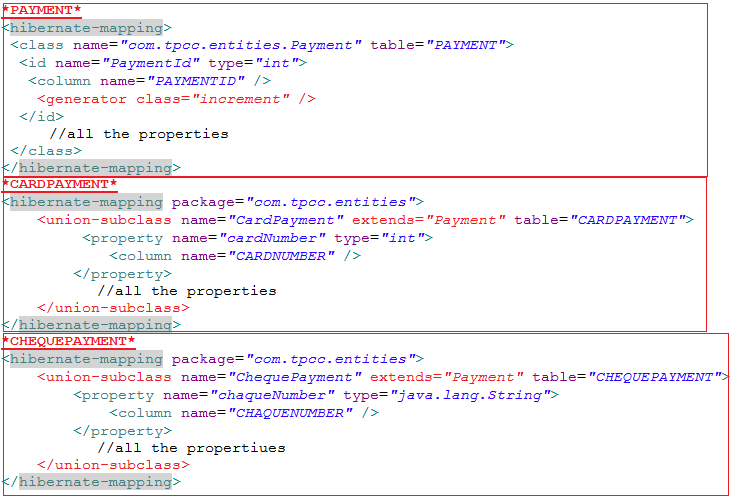 *PAYMENT*
<hibernate-mapping>
<class name="com.tpcc.entities.Payment" table="PAYMENT">
<id name="PaymentId" type="int">
<column name="PAYMENTID" />
<generator class="increment" />
</id>
//all the properties
</class>
</hibernate-mapping>
*CARDPAYMENT*
<hibernate-mapping package="com.tpcc.entities">
<union-subclass name="CardPayment" extends="Payment" table="CARDPAYMENT">
<property name="cardNumber" type="int">
<column name="CARDNUMBER" />
</property>
//all the properties
</union-subclass>
</hibernate-mapping>
*CHEQUEPAYMENT*
<hibernate-mapping package="com.tpcc.entities">
<union-subclass name="ChequePayment" extends="Payment" table="CHEQUEPAYMENT">
<property name="chaqueNumber" type="java.lang.String">
<column name="CHAQUENUMBER" />
</property>
//all the propertiues
</union-subclass>
</hibernate-mapping>